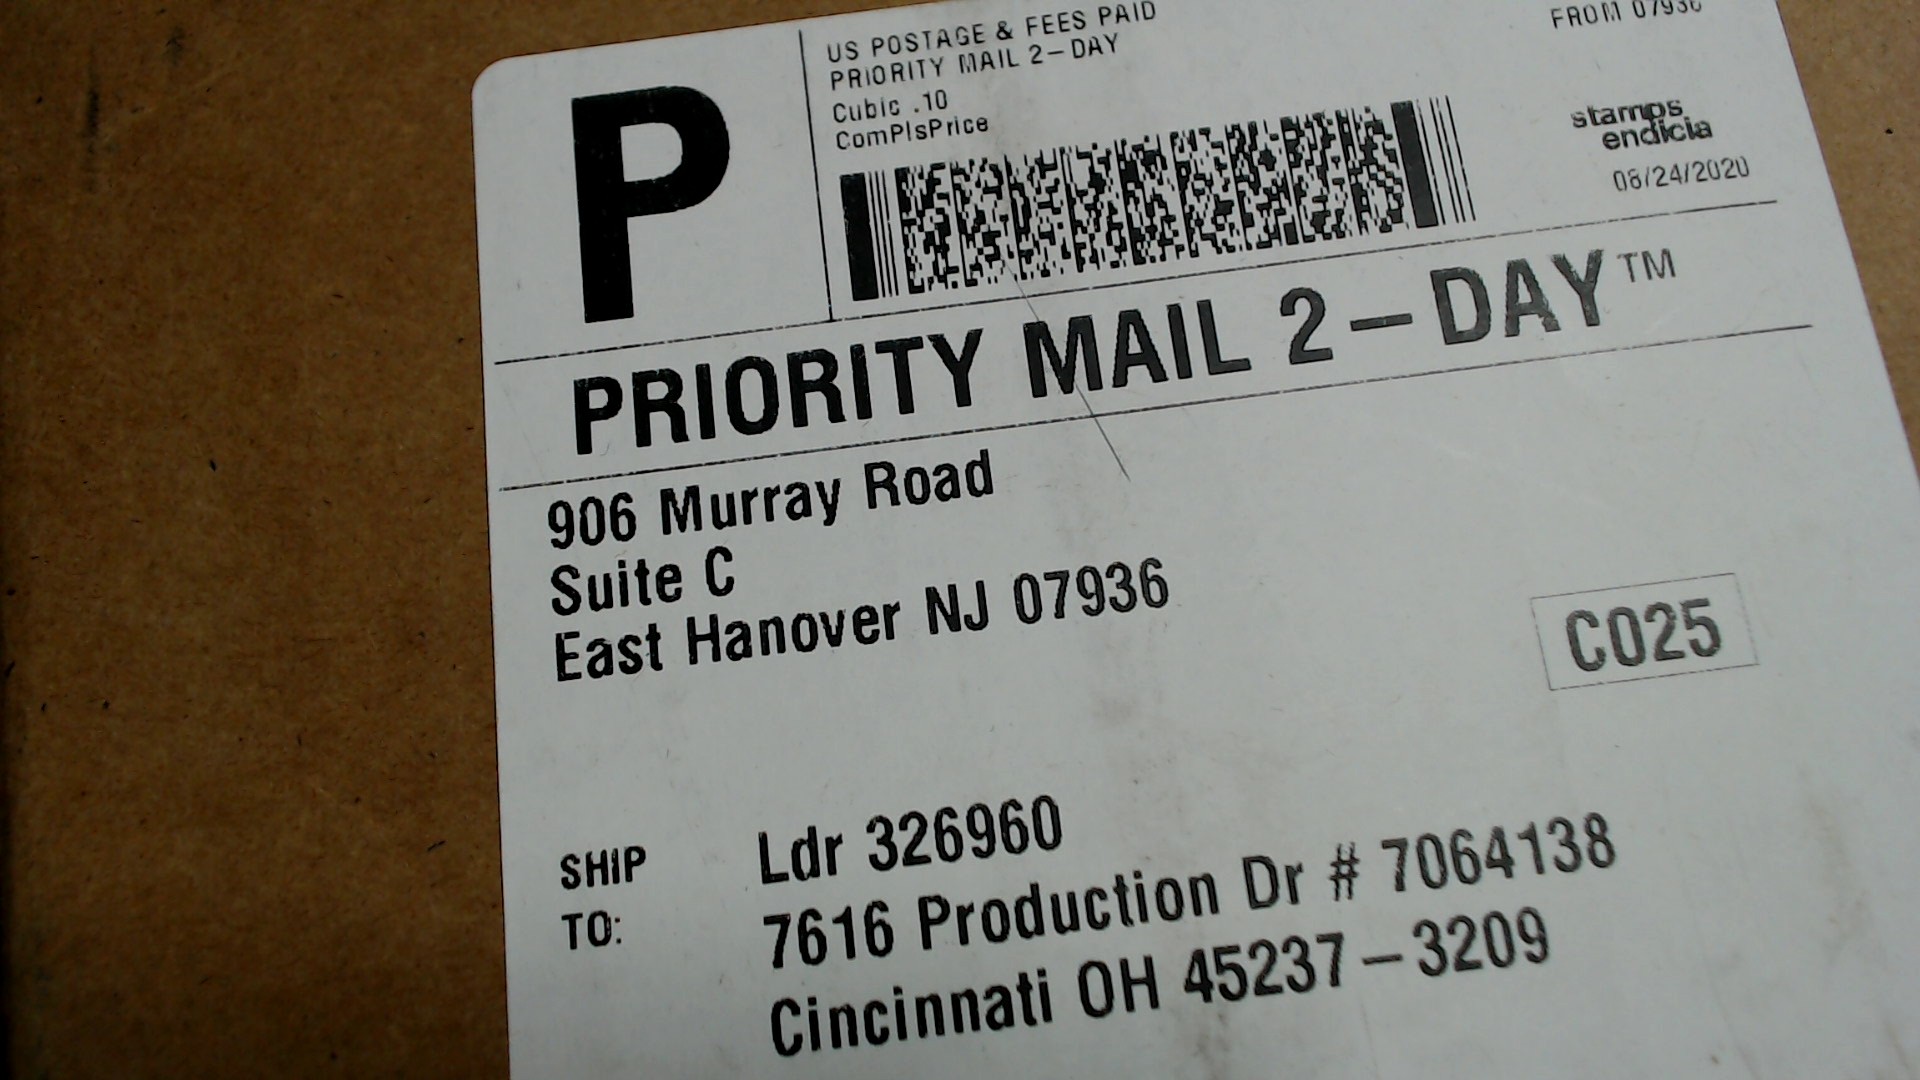 P
US POSTAGE & FEES PAID
PRIORITY MAIL 2-DAY
Cubic .10
ComPlsPrice
FROM 07936
stamps
endicia
08/24/2020
PRIORITY MAIL 2-DAY™
906 Murray Road
Suite C
East Hanover NJ 07936
C025
SHIP
TO:
Ldr 326960
7616 Production Dr # 7064138
Cincinnati OH 45237-3209